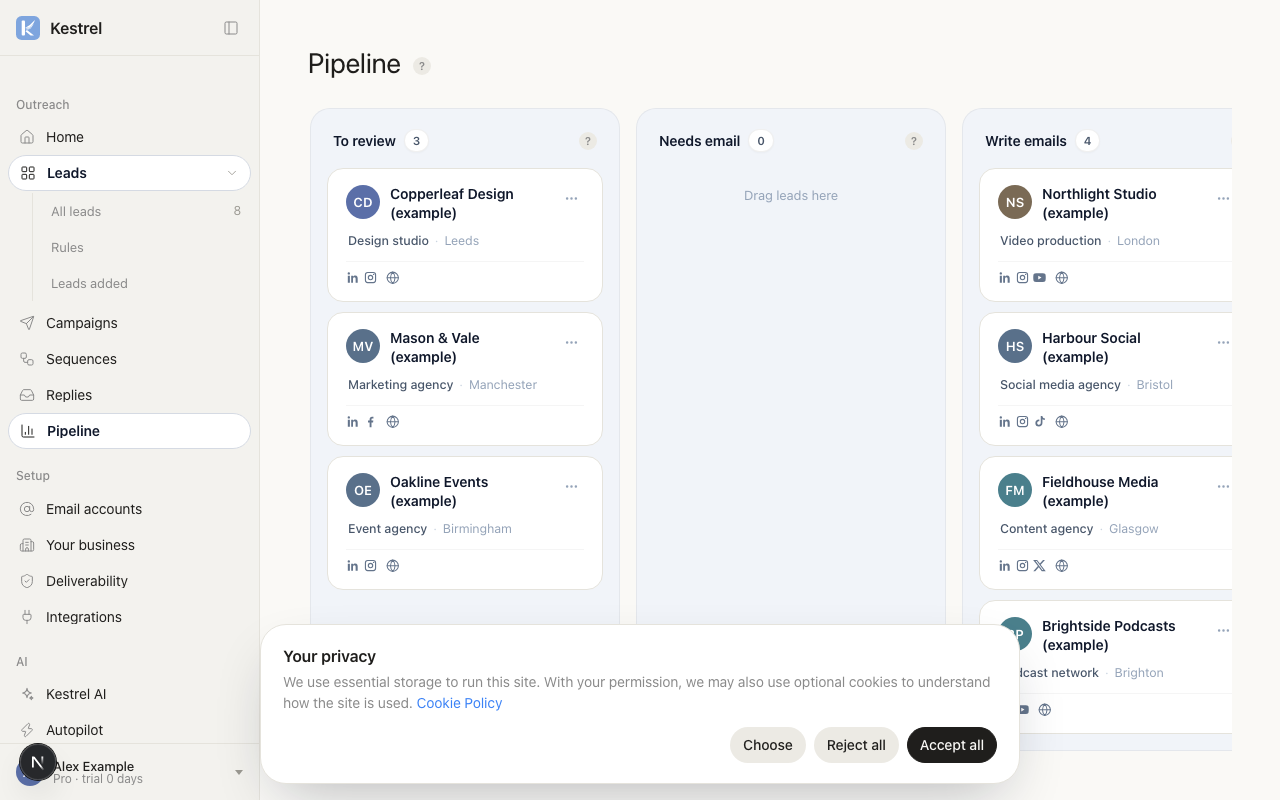 Kestrel
Outreach
Home
Leads
All leads 8
Rules
Leads added
Campaigns
Sequences
Replies
Pipeline
Setup
Email accounts
Your business
Deliverability
Integrations
AI
Kestrel AI
Autopilot
N
Alex Example
Pro · trial 0 days
Pipeline ?
To review 3 ?
CD Copperleaf Design
(example)
Design studio · Leeds
MV Mason & Vale
(example)
Marketing agency · Manchester
OE Oakline Events
(example)
Event agency · Birmingham
Needs email 0 ?
Drag leads here
Write emails 4
NS Northlight Studio
(example)
Video production · London
HS Harbour Social
(example)
Social media agency · Bristol
FM Fieldhouse Media
(example)
Content agency · Glasgow
Brightside Podcasts
(example)
network · Brighton
Your privacy
We use essential storage to run this site. With your permission, we may also use optional cookies to understand
how the site is used. Cookie Policy
Choose Reject all Accept all